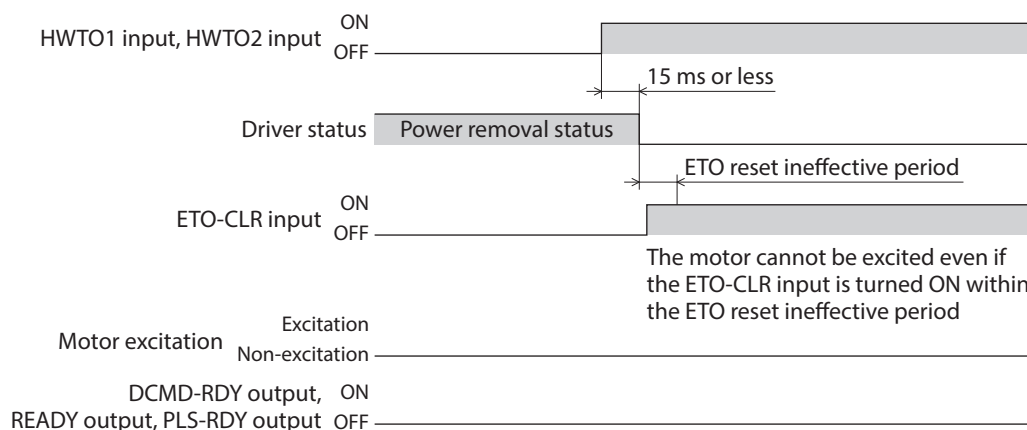 ON
HWTO1 input, HWTO2 input
OFF
15 ms or less
Driver status
Power removal status
ETO reset ineffective period
ON
ETO-CLR input
OFF
The motor cannot be excited even if
the ETO-CLR input is turned ON within
the ETO reset ineffective period
Excitation
Motor excitation
Non-excitation
DCMD-RDY output, ON
READY output, PLS-RDY output OFF